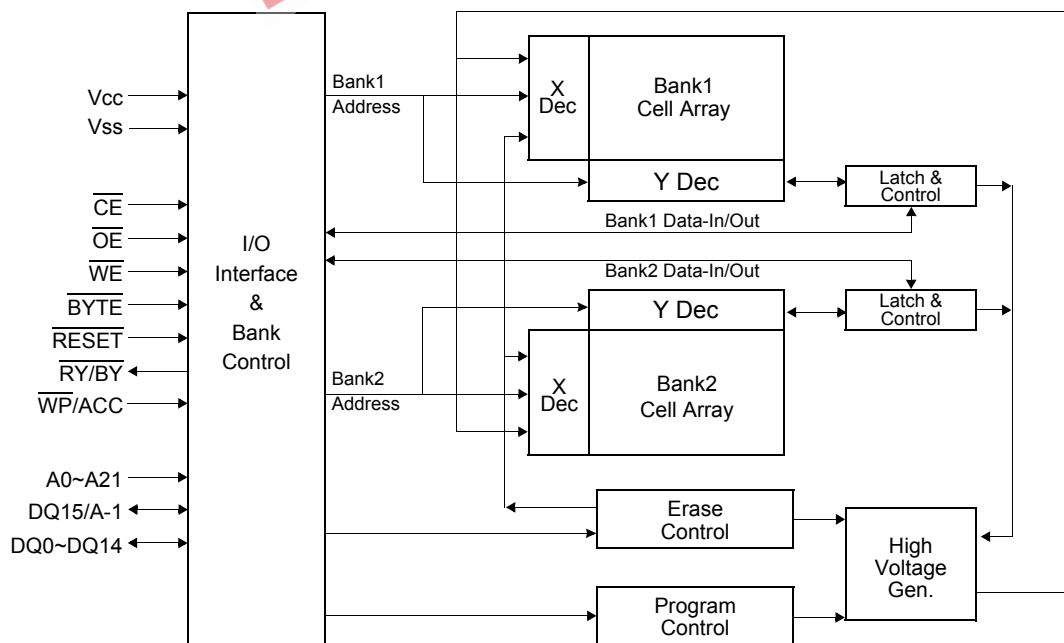 Vcc
Vss
CE
OE
WE
BYTE
RESET
RY/BY
WP/ACC
A0~A21
DQ15/A-1
DQ0~DQ14
I/O
Interface
&
Bank
Control
Bank1
Address
X
Dec
Bank1
Cell Array
Y Dec
Latch &
Control
Bank1 Data-In/Out
Bank2 Data-In/Out
Y Dec
Latch &
Control
Bank2
Address
X
Dec
Bank2
Cell Array
Erase
Control
High
Voltage
Gen.
Program
Control